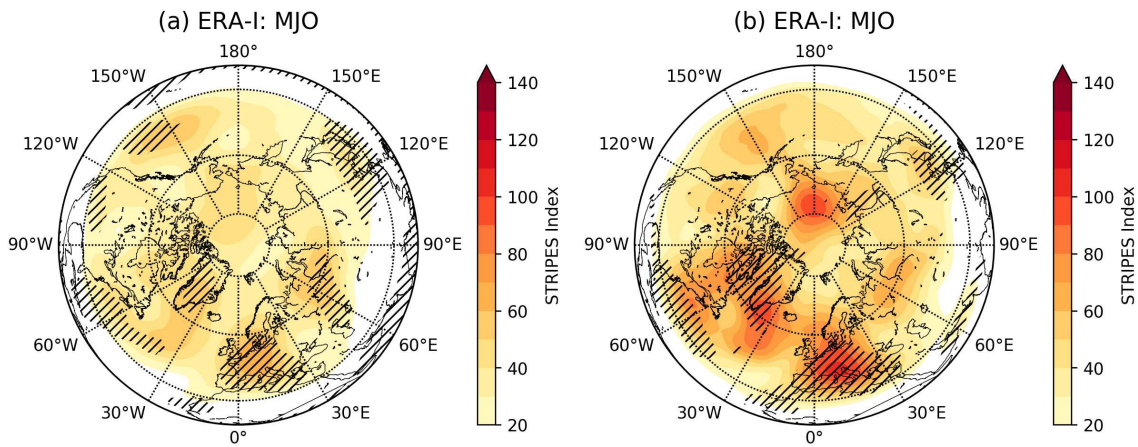 (a) ERA-I: MJO
180°
150°W
150°E
120°W
120°E
90°W
90°E
60°W
60°E
30°W
30°E
0°
140
120
100
80
60
40
20
STRIPES Index
(b) ERA-I: MJO
180°
150°W
150°E
120°W
120°E
90°W
90°E
60°W
60°E
30°W
30°E
0°
140
120
100
80
60
40
20
STRIPES Index